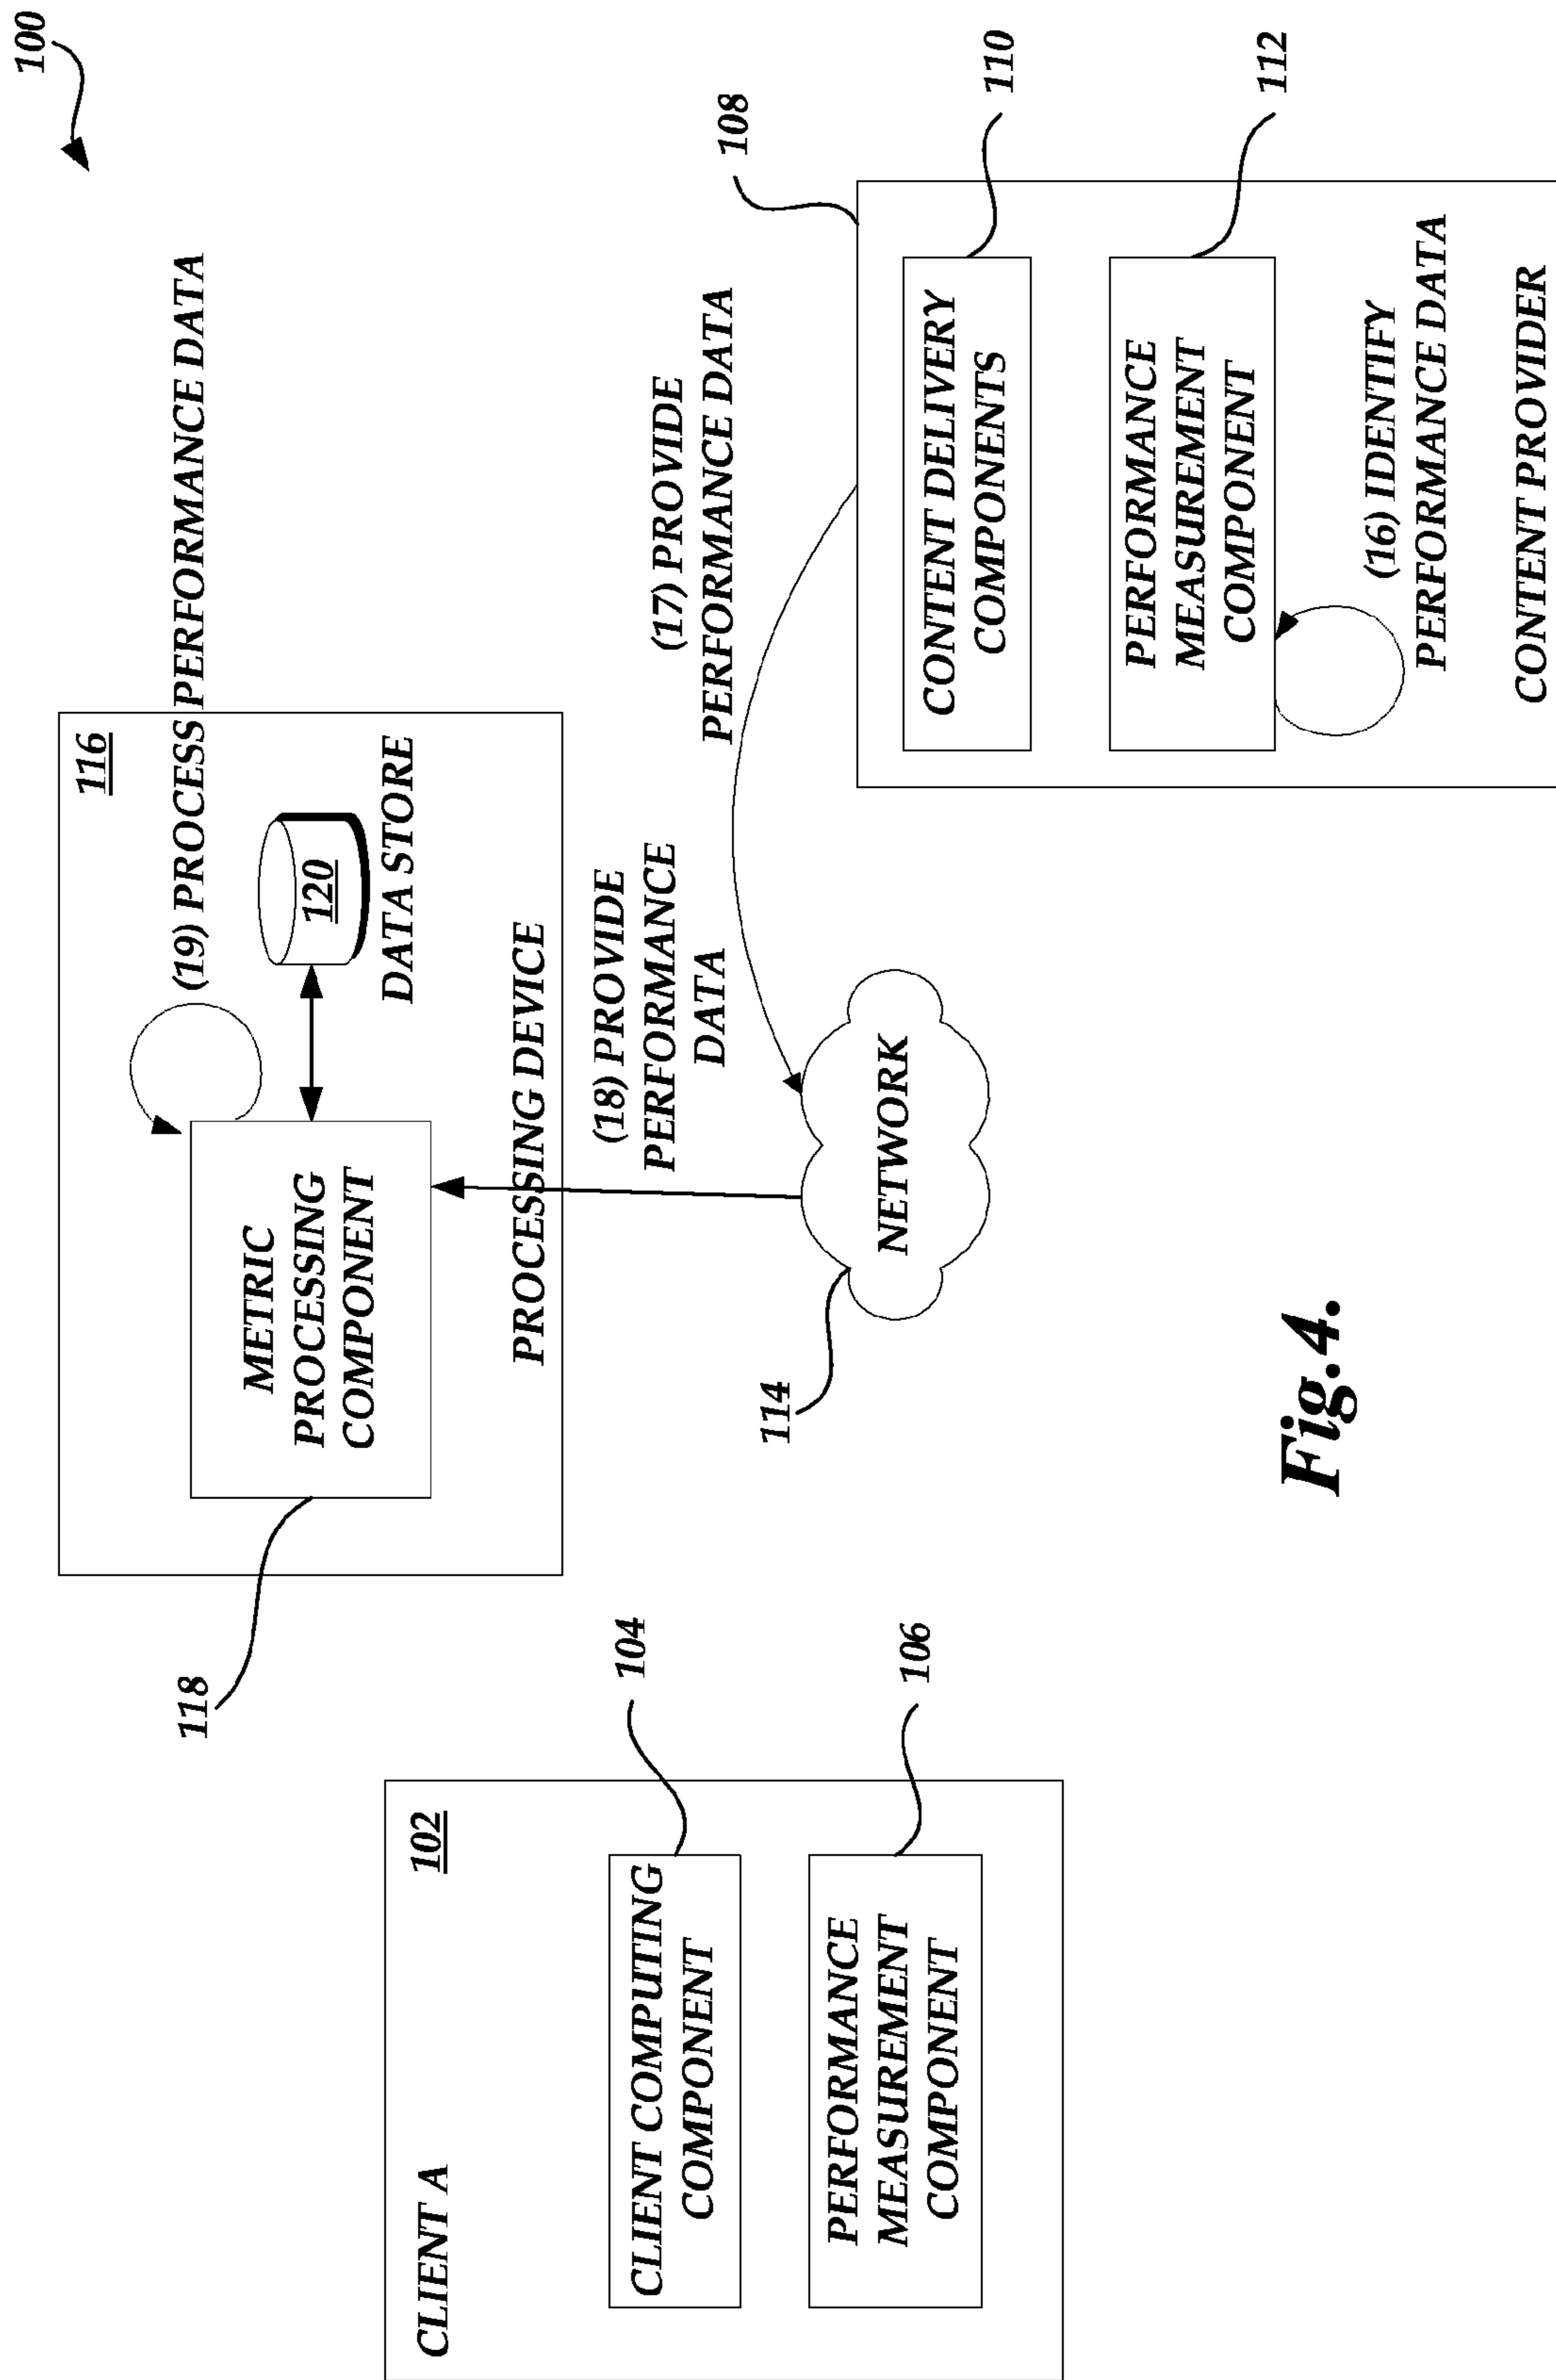 100
116
(19) PROCESS PERFORMANCE DATA
118
METRIC
PROCESSING
COMPONENT
120
DATA STORE
PROCESSING DEVICE
CLIENT A
102
104
CLIENT COMPUTING
COMPONENT
106
PERFORMANCE
MEASUREMENT
COMPONENT
(18) PROVIDE
PERFORMANCE
DATA
114
NETWORK
(17) PROVIDE
PERFORMANCE DATA
108
110
CONTENT DELIVERY
COMPONENTS
112
PERFORMANCE
MEASUREMENT
COMPONENT
(16) IDENTIFY
PERFORMANCE DATA
CONTENT PROVIDER
Fig.4.